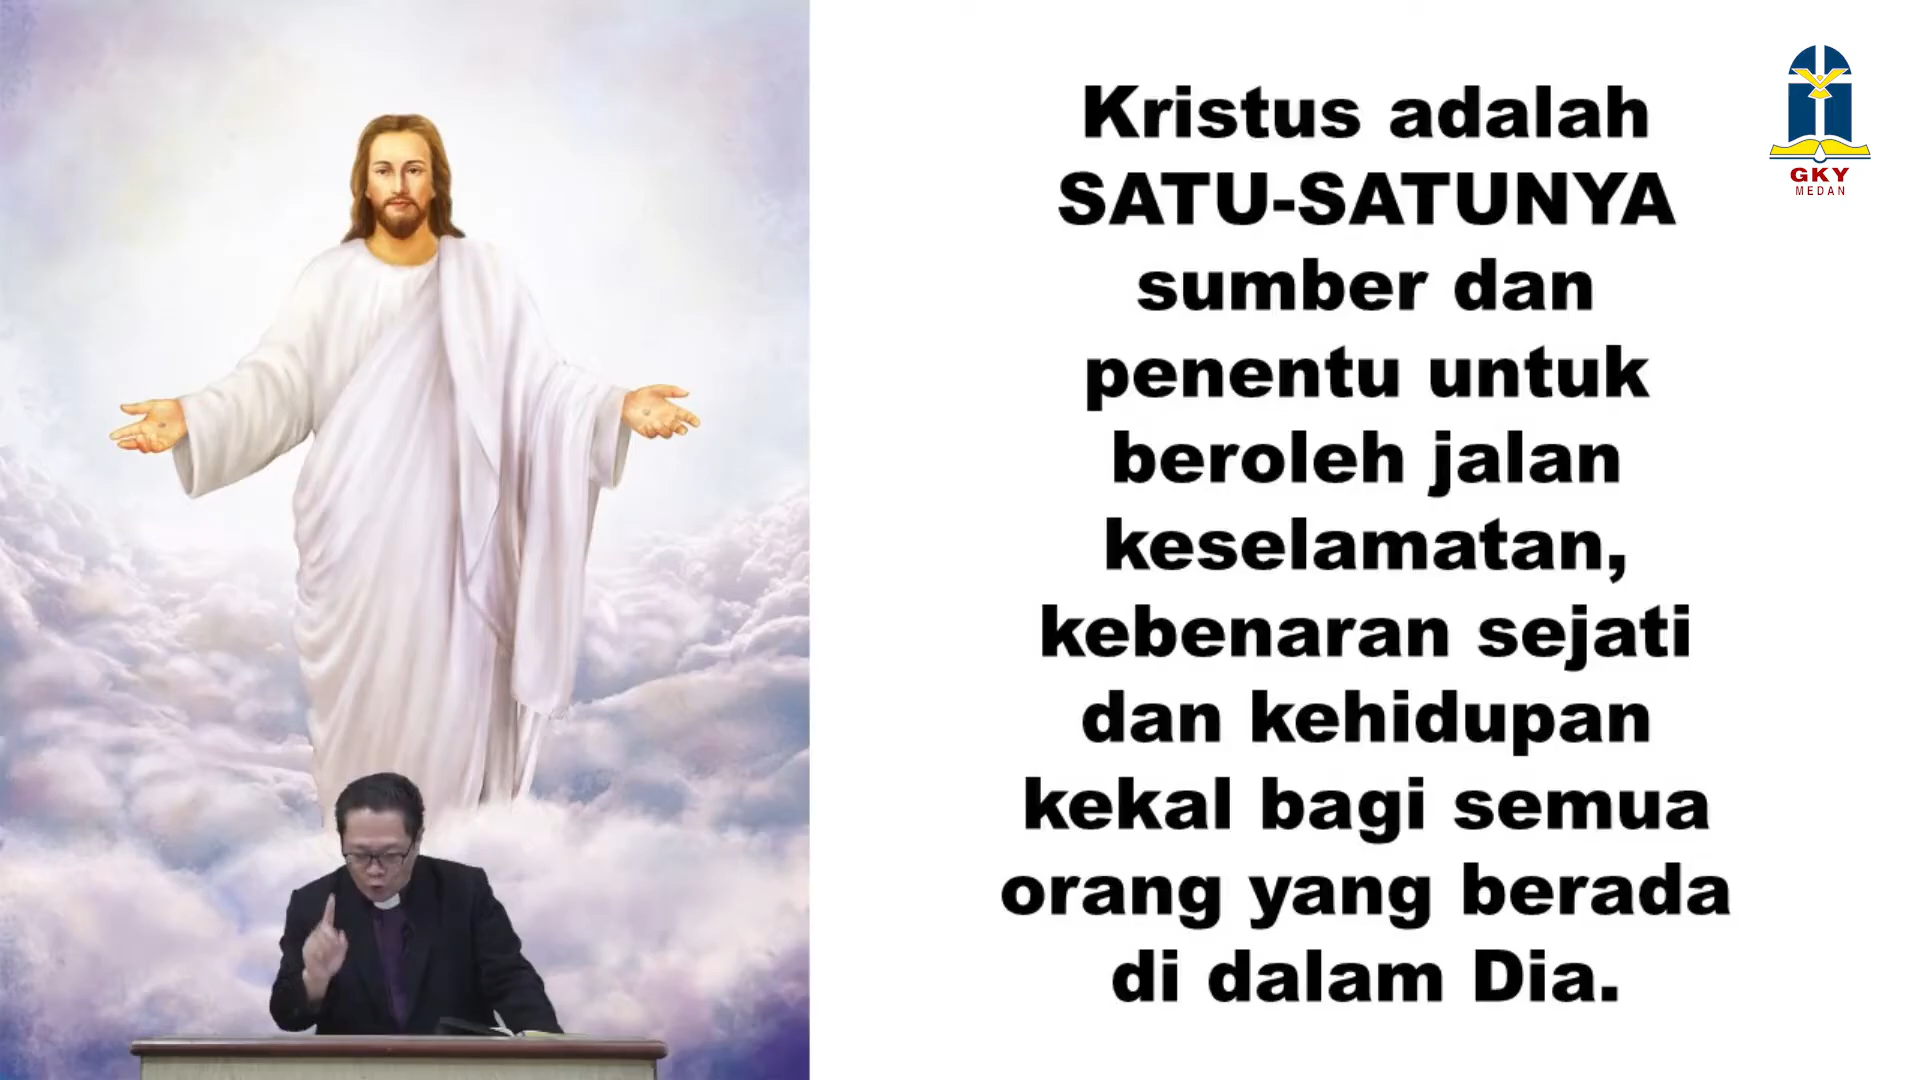 Kristus adalah
SATU-SATUNYA
sumber dan
penentu untuk
beroleh jalan
keselamatan,
kebenaran sejati
dan kehidupan
kekal bagi semua
orang yang berada
di dalam Dia.
GKY
MEDAN